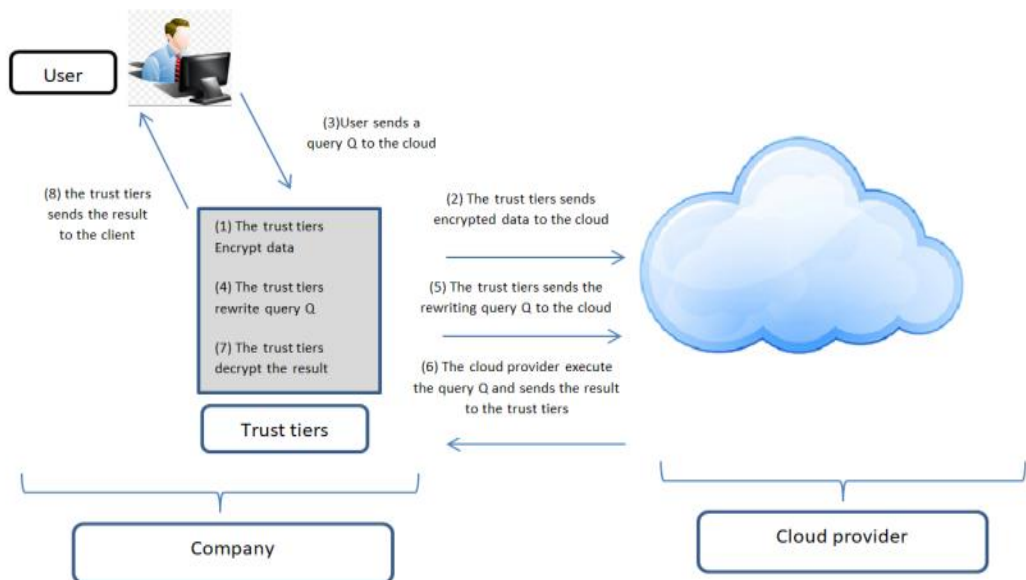 User
(3)User sends a
query Q to the cloud
(8) the trust tiers
sends the result
to the client
(1) The trust tiers
Encrypt data
(4) The trust tiers
rewrite query Q
(7) The trust tiers
decrypt the result
Trust tiers
(2) The trust tiers sends
encrypted data to the cloud
(5) The trust tiers sends the
rewriting query Q to the cloud
(6) The cloud provider execute
the query Q and sends the result
to the trust tiers
Company
Cloud provider